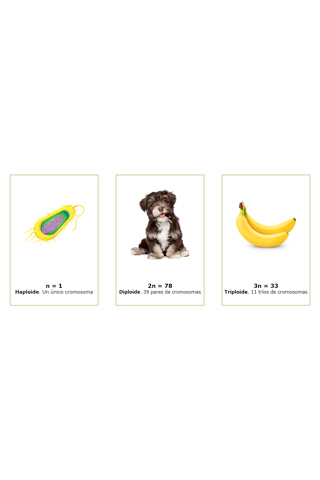 n = 1
Haploide. Un único cromosoma
2n = 78
Diploide. 39 pares de cromosomas
3n = 33
Triploide. 11 tríos de cromosomas